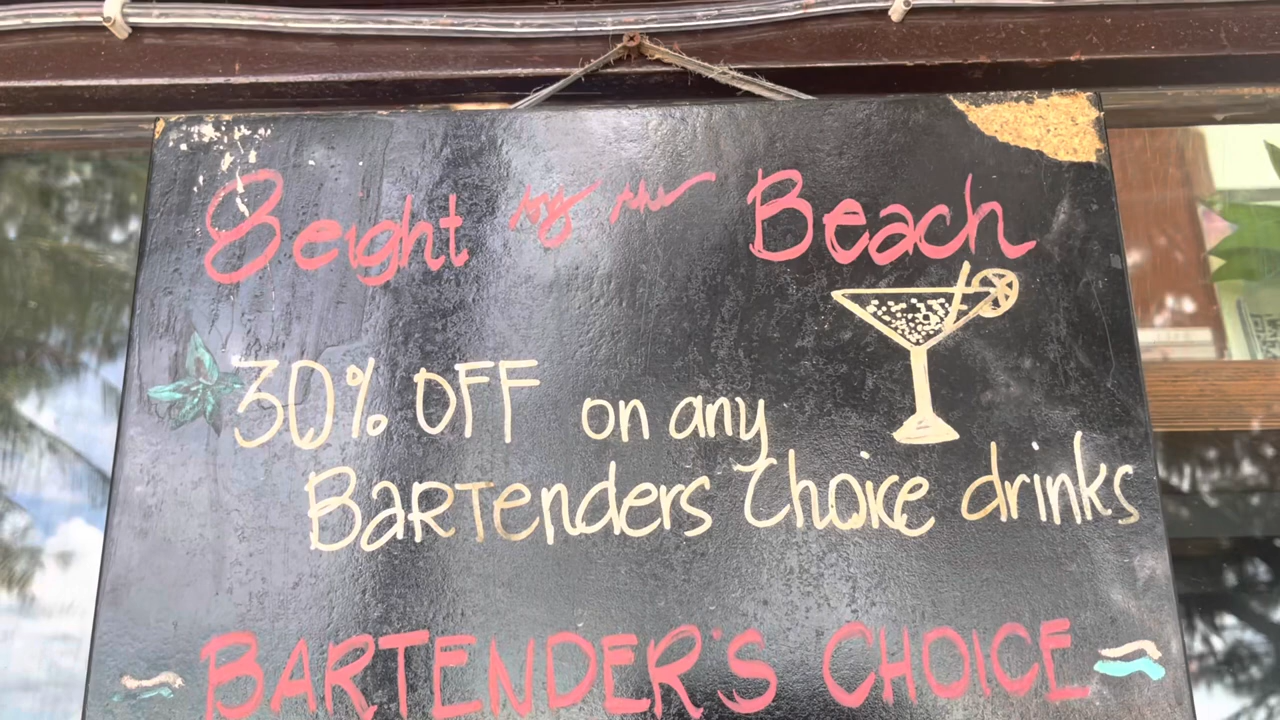 8eight by the Beach
30% OFF on any
BaRTenders Choice drinks
BARTENDER'S CHOICE